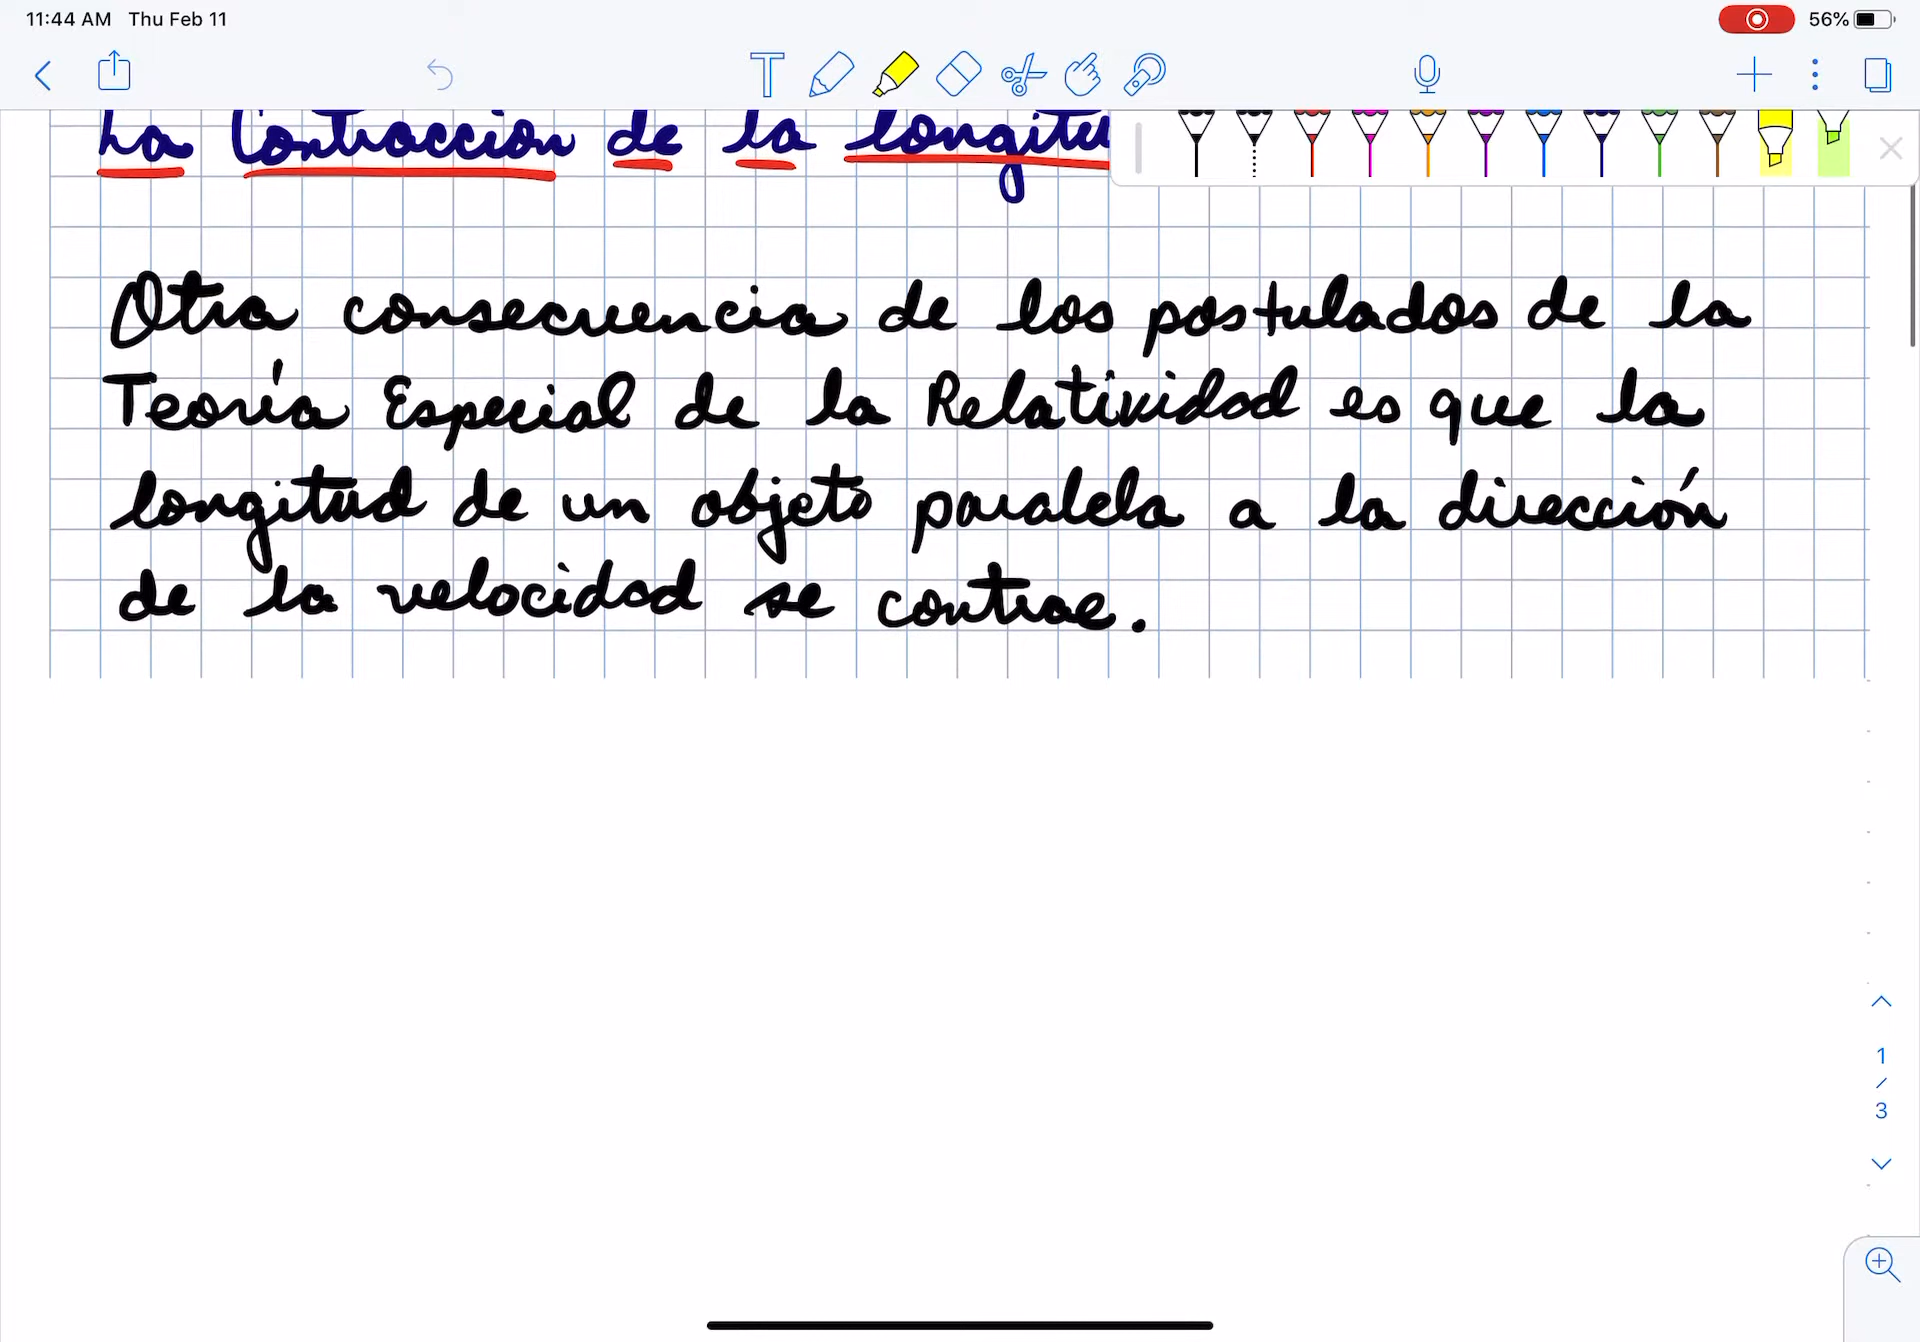 11:44 AM Thu Feb 11
56%
La Contracción de la longitu
Otra consecuencia de los postulados de la
Teoría Especial de la Relatividad es que la
longitud de un objeto paralela a la dirección
de la velocidad se contrae.
1
/
3